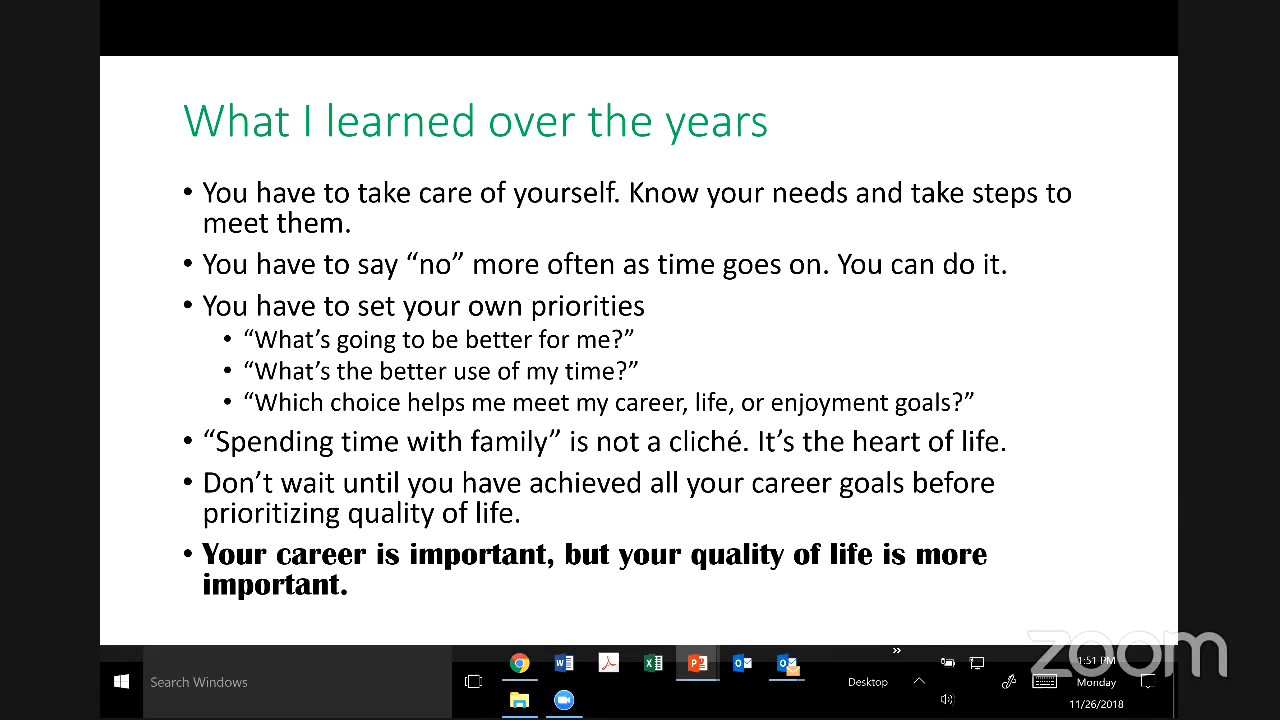 What I learned over the years
• You have to take care of yourself. Know your needs and take steps to
meet them.
• You have to say “no” more often as time goes on. You can do it.
• You have to set your own priorities
• “What’s going to be better for me?”
• “What’s the better use of my time?”
• “Which choice helps me meet my career, life, or enjoyment goals?”
• “Spending time with family” is not a cliché. It’s the heart of life.
• Don’t wait until you have achieved all your career goals before
prioritizing quality of life.
• Your career is important, but your quality of life is more
important.
zoom
Search Windows
Desktop
1:51 PM
Monday
11/26/2018